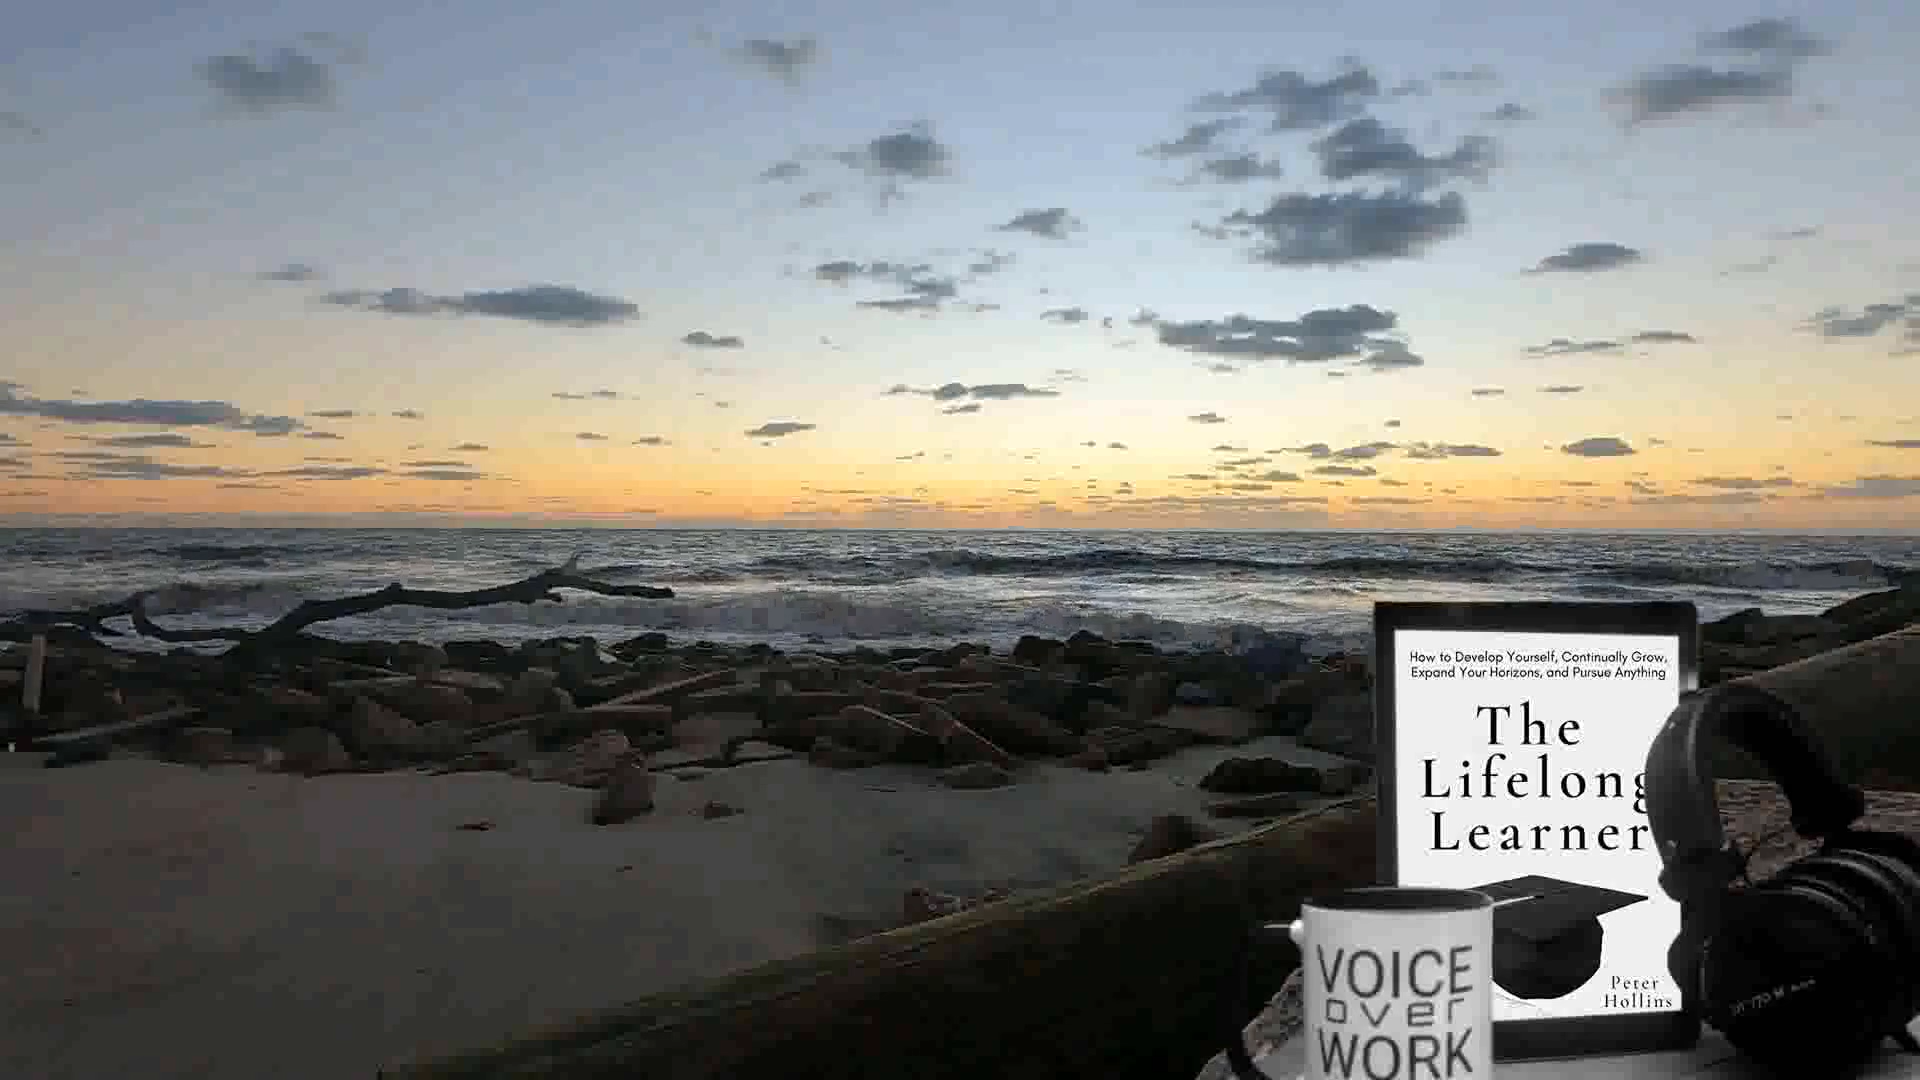 How to Develop Yourself, Continually Grow,
Expand Your Horizons, and Pursue Anything
The
Lifelong
Learner
Peter
Hollins
VOICE
over
WORK